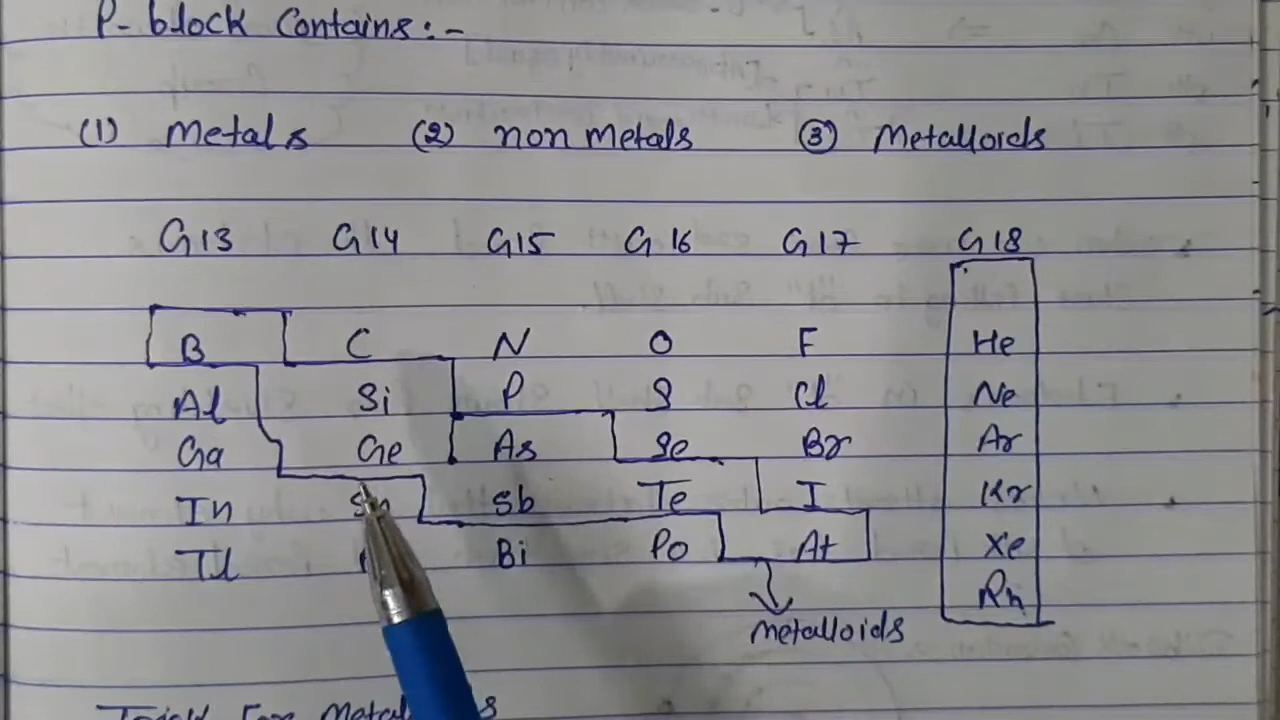 P-block Contains:-
(1) Metals (2) non metals (3) Metalloids
G13 G14 G15 G16 G17 G18
B C N O F He
Al Si P S Cl Ne
Ga Ge As Se Br Ar
In Sn Sb Te I Kr
Tl Bi Po At Xe
Rn
Metalloids